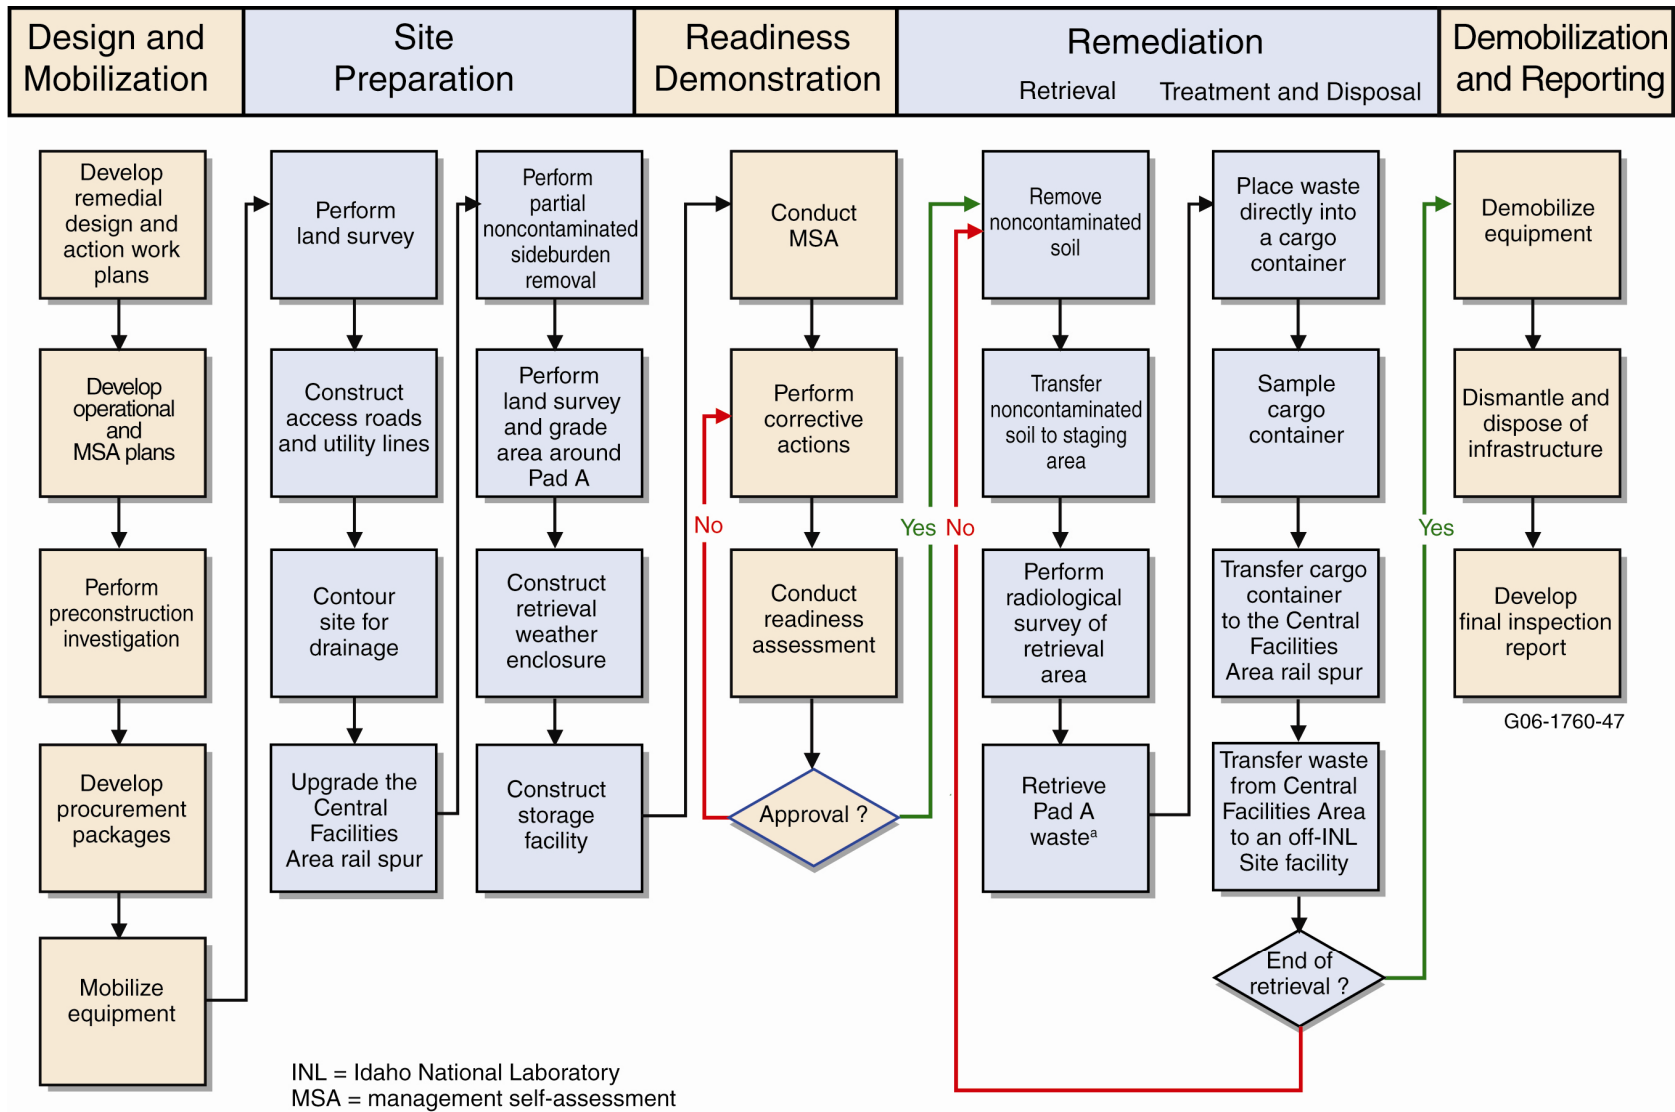 Design and
Mobilization
Site
Preparation
Readiness
Demonstration
Remediation
Retrieval
Treatment and Disposal
Demobilization
and Reporting
Develop
remedial
design and
action work
plans
Develop
operational
and
MSA plans
Perform
preconstruction
investigation
Develop
procurement
packages
Mobilize
equipment
Perform
land survey
Construct
access roads
and utility lines
Contour
site for
drainage
Upgrade the
Central
Facilities
Area rail spur
Perform
partial
noncontaminated
sideburden
removal
Perform
land survey
and grade
area around
Pad A
Construct
retrieval
weather
enclosure
Construct
storage
facility
Conduct
MSA
Perform
corrective
actions
Conduct
readiness
assessment
Approval ?
No
Yes
No
Remove
noncontaminated
soil
Transfer
noncontaminated
soil to staging
area
Perform
radiological
survey of
retrieval
area
Retrieve
Pad A
wasteᵃ
Place waste
directly into
a cargo
container
Sample
cargo
container
Transfer cargo
container
to the Central
Facilities
Area rail spur
Transfer waste
from Central
Facilities Area
to an off-INL
Site facility
End of
retrieval ?
Yes
Demobilize
equipment
Dismantle and
dispose of
infrastructure
Develop
final inspection
report
G06-1760-47
INL = Idaho National Laboratory
MSA = management self-assessment